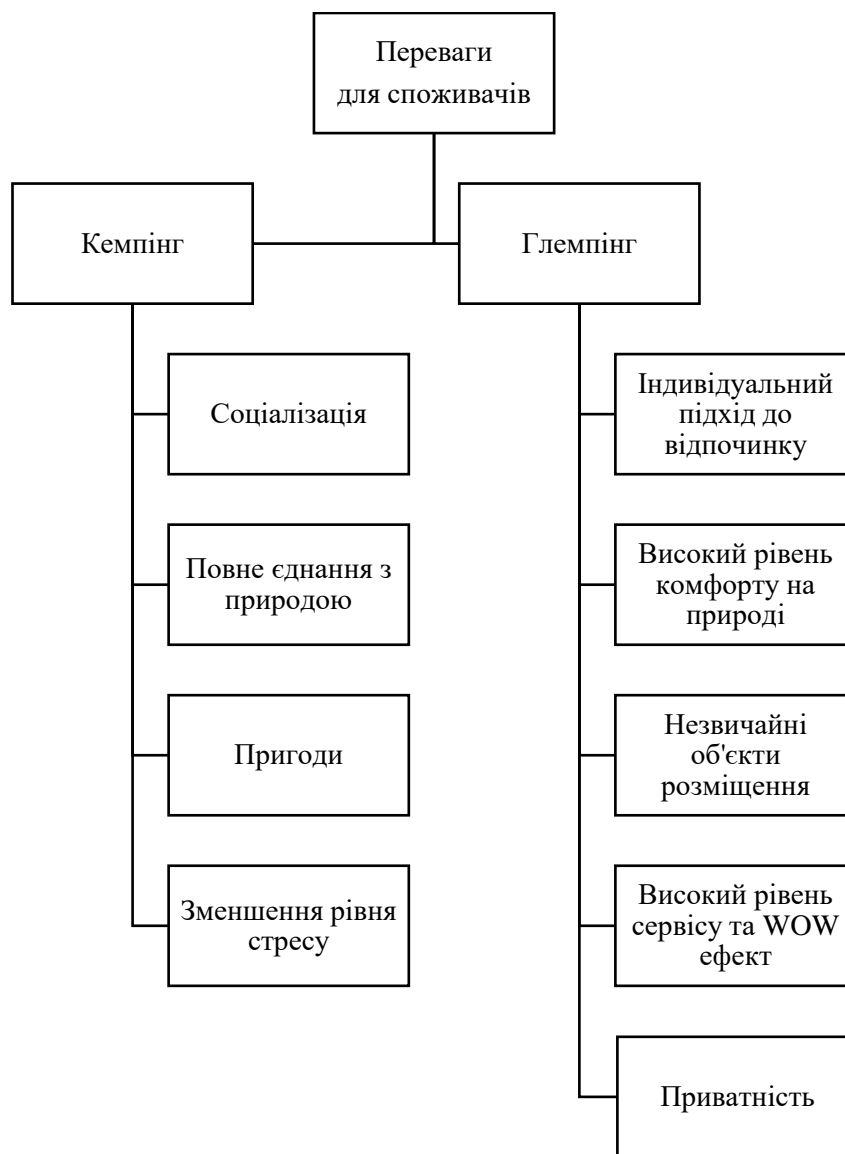 Переваги
для споживачів
Кемпінг
Глемпінг
Соціалізація
Повне єднання з
природою
Пригоди
Зменшення рівня
стресу
Індивідуальний
підхід до
відпочинку
Високий рівень
комфорту на
природі
Незвичайні
об'єкти
розміщення
Високий рівень
сервісу та WOW
ефект
Приватність